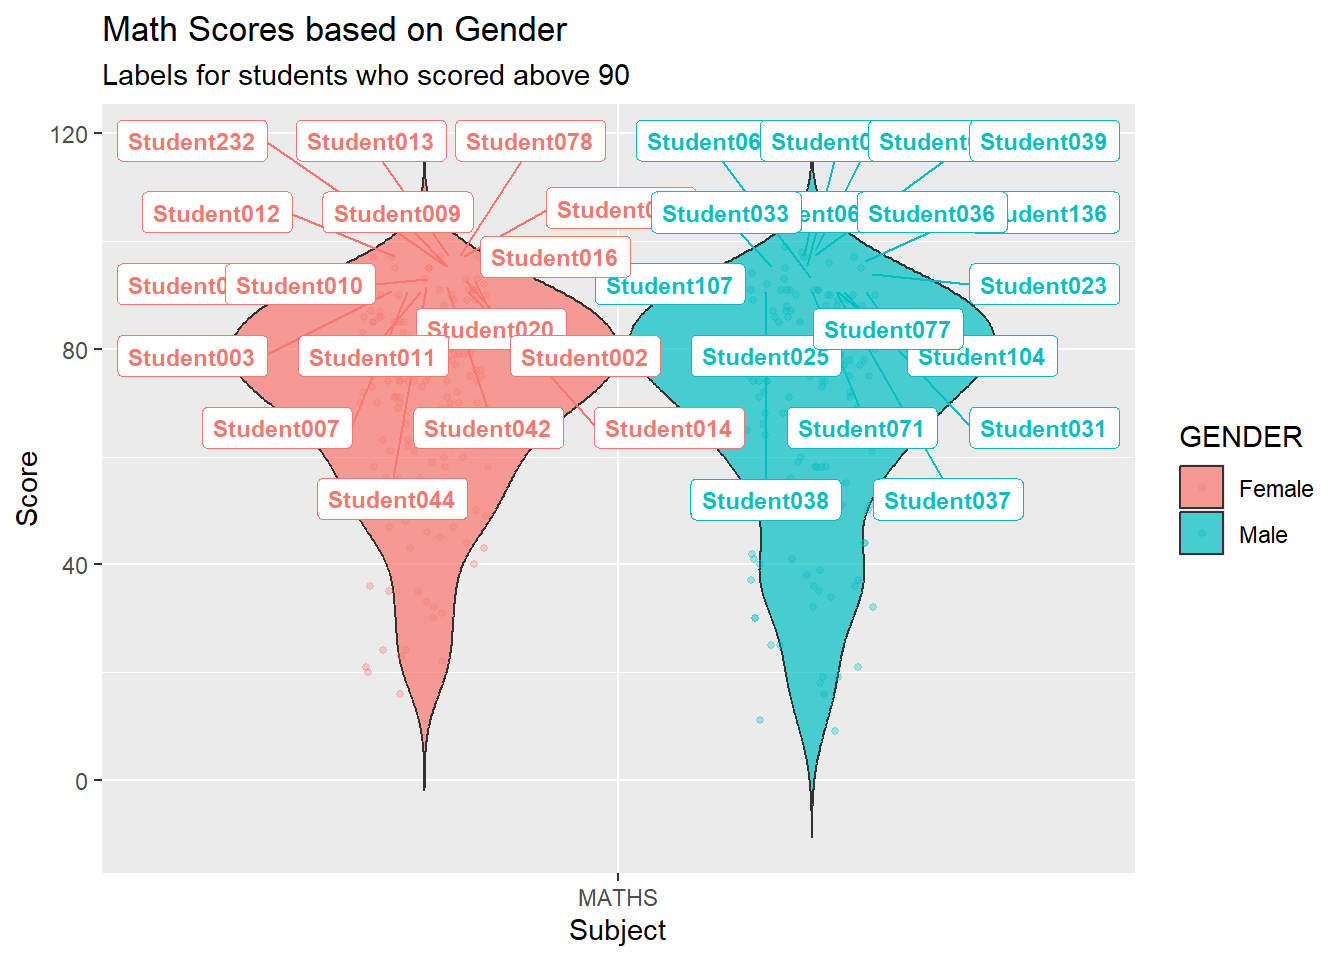 Math Scores based on Gender
Labels for students who scored above 90
120
80
40
0
Score
Student232
Student013
Student078
Student039
Student012
Student009
Student033
Student036
Student016
Student010
Student107
Student023
Student020
Student077
Student003
Student011
Student002
Student025
Student104
Student007
Student042
Student014
Student071
Student031
Student044
Student038
Student037
MATHS
Subject
GENDER
Female
Male